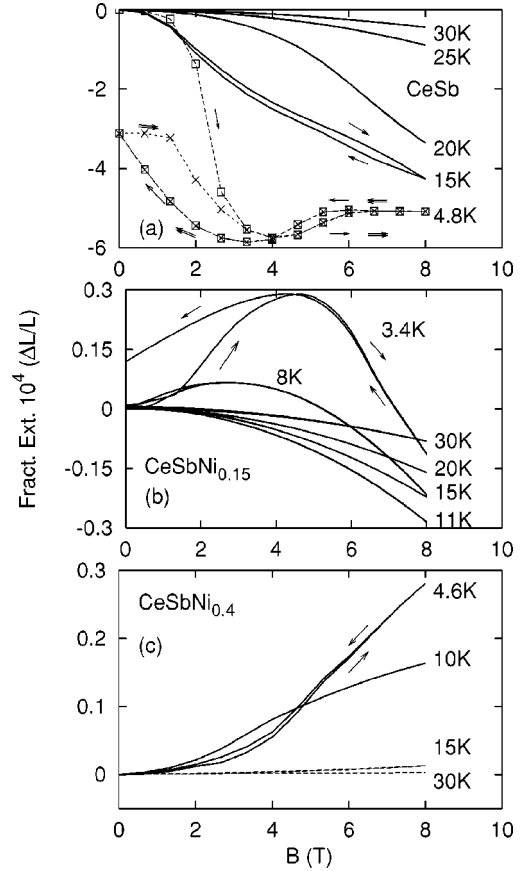 0
-2
-4
-6
30K
25K
CeSb
20K
15K
4.8K
(a)
0 2 4 6 8 10
Fract. Ext. 10^4 (ΔL/L)
0.3
0.15
0
-0.15
-0.3
3.4K
8K
30K
20K
15K
11K
CeSbNi0.15
(b)
0 2 4 6 8 10
0.3
0.2
0.1
0
CeSbNi0.4
(c)
4.6K
10K
15K
30K
0 2 4 6 8 10
B (T)